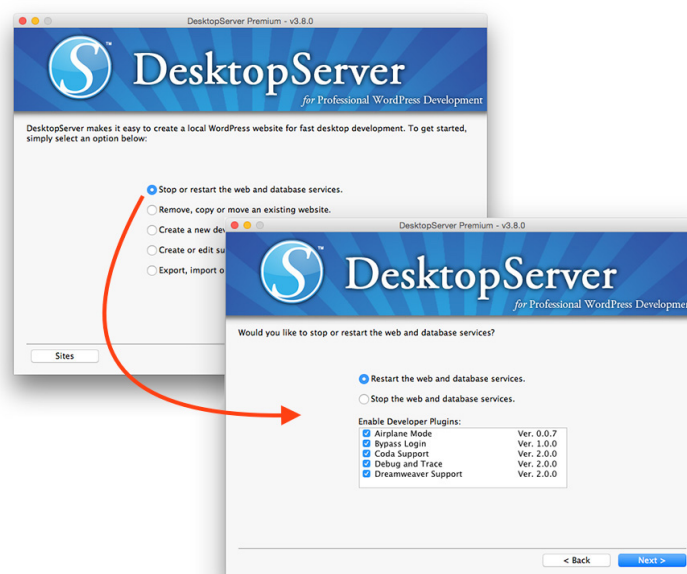 DesktopServer Premium - v3.8.0
S
™
DesktopServer
for Professional WordPress Development
DesktopServer makes it easy to create a local WordPress website for fast desktop development. To get started,
simply select an option below:
Stop or restart the web and database services.
Remove, copy or move an existing website.
Create a new
Create or edit
Export, import
Sites
DesktopServer Premium - v3.8.0
S
™
DesktopServer
for Professional WordPress
Would you like to stop or restart the web and database services?
Restart the web and database services.
Stop the web and database services.
Enable Developer Plugins:
Airplane Mode Ver. 0.0.7
Bypass Login Ver. 1.0.0
Coda Support Ver. 2.0.0
Debug and Trace Ver. 2.0.0
Dreamweaver Support Ver. 2.0.0
< Back Next >